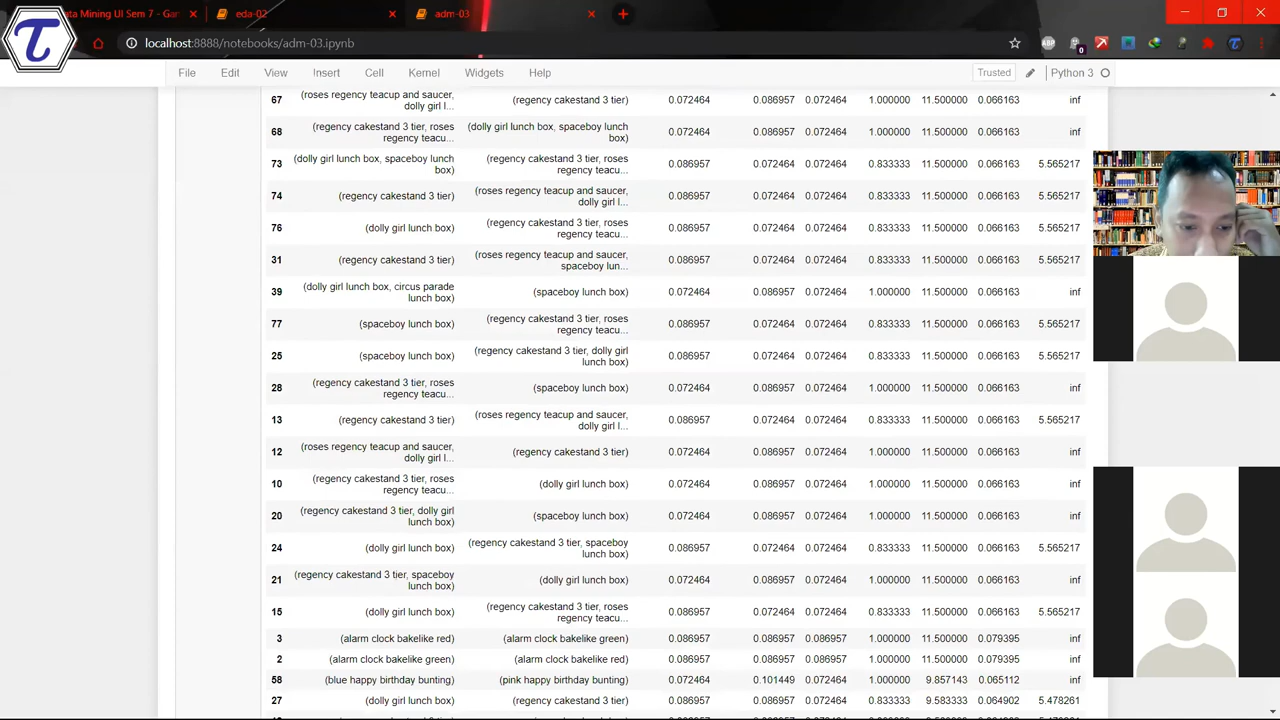 ata Mining UI Sem 7 - Ga
eda-02
adm-03
localhost:8888/notebooks/adm-03.ipynb
ABP
0
File Edit View Insert Cell Kernel Widgets Help
Trusted
Python 3
67 (roses regency teacup and saucer, dolly girl l... (regency cakestand 3 tier) 0.072464 0.086957 0.072464 1.000000 11.500000 0.066163 inf
68 (regency cakestand 3 tier, roses regency teacu... (dolly girl lunch box, spaceboy lunch box) 0.072464 0.086957 0.072464 1.000000 11.500000 0.066163 inf
73 (dolly girl lunch box, spaceboy lunch box) (regency cakestand 3 tier, roses regency teacu... 0.086957 0.072464 0.072464 0.833333 11.500000 0.066163 5.565217
74 (regency cakestand 3 tier) (roses regency teacup and saucer, dolly girl l... 0.086957 0.072464 0.072464 0.833333 11.500000 0.066163 5.565217
76 (dolly girl lunch box) (regency cakestand 3 tier, roses regency teacu... 0.086957 0.072464 0.072464 0.833333 11.500000 0.066163 5.565217
31 (regency cakestand 3 tier) (roses regency teacup and saucer, spaceboy lun... 0.086957 0.072464 0.072464 0.833333 11.500000 0.066163 5.565217
39 (dolly girl lunch box, circus parade lunch box) (spaceboy lunch box) 0.072464 0.086957 0.072464 1.000000 11.500000 0.066163 inf
77 (spaceboy lunch box) (regency cakestand 3 tier, roses regency teacu... 0.086957 0.072464 0.072464 0.833333 11.500000 0.066163 5.565217
25 (spaceboy lunch box) (regency cakestand 3 tier, dolly girl lunch box) 0.086957 0.072464 0.072464 0.833333 11.500000 0.066163 5.565217
28 (regency cakestand 3 tier, roses regency teacu... (spaceboy lunch box) 0.072464 0.086957 0.072464 1.000000 11.500000 0.066163 inf
13 (regency cakestand 3 tier) (roses regency teacup and saucer, dolly girl l... 0.086957 0.072464 0.072464 0.833333 11.500000 0.066163 5.565217
12 (roses regency teacup and saucer, dolly girl l... (regency cakestand 3 tier) 0.072464 0.086957 0.072464 1.000000 11.500000 0.066163 inf
10 (regency cakestand 3 tier, roses regency teacu... (dolly girl lunch box) 0.072464 0.086957 0.072464 1.000000 11.500000 0.066163 inf
20 (regency cakestand 3 tier, dolly girl lunch box) (spaceboy lunch box) 0.072464 0.086957 0.072464 1.000000 11.500000 0.066163 inf
24 (dolly girl lunch box) (regency cakestand 3 tier, spaceboy lunch box) 0.086957 0.072464 0.072464 0.833333 11.500000 0.066163 5.565217
21 (regency cakestand 3 tier, spaceboy lunch box) (dolly girl lunch box) 0.072464 0.086957 0.072464 1.000000 11.500000 0.066163 inf
15 (dolly girl lunch box) (regency cakestand 3 tier, roses regency teacu... 0.086957 0.072464 0.072464 0.833333 11.500000 0.066163 5.565217
3 (alarm clock bakelike red) (alarm clock bakelike green) 0.086957 0.086957 0.086957 1.000000 11.500000 0.079395 inf
2 (alarm clock bakelike green) (alarm clock bakelike red) 0.086957 0.086957 0.086957 1.000000 11.500000 0.079395 inf
58 (blue happy birthday bunting) (pink happy birthday bunting) 0.072464 0.101449 0.072464 1.000000 9.857143 0.065112 inf
27 (dolly girl lunch box) (regency cakestand 3 tier) 0.086957 0.086957 0.072464 0.833333 9.583333 0.064902 5.478261